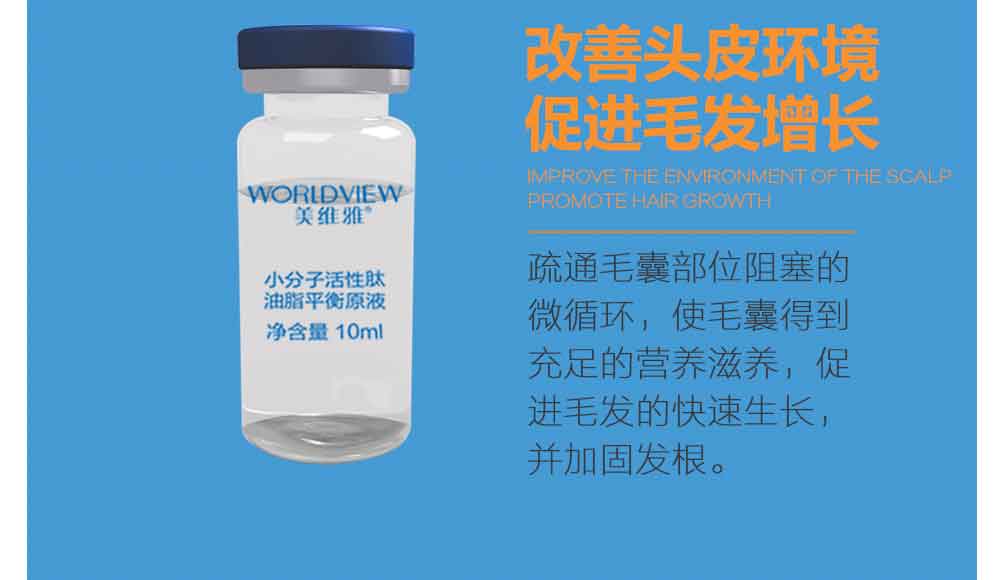 改善头皮环境
促进毛发增长
IMPROVE THE ENVIRONMENT OF THE SCALP
PROMOTE HAIR GROWTH
疏通毛囊部位阻塞的
微循环，使毛囊得到
充足的营养滋养，促
进毛发的快速生长，
并加固发根。
WORLDVIEW
美维雅®
小分子活性肽
油脂平衡原液
净含量 10ml